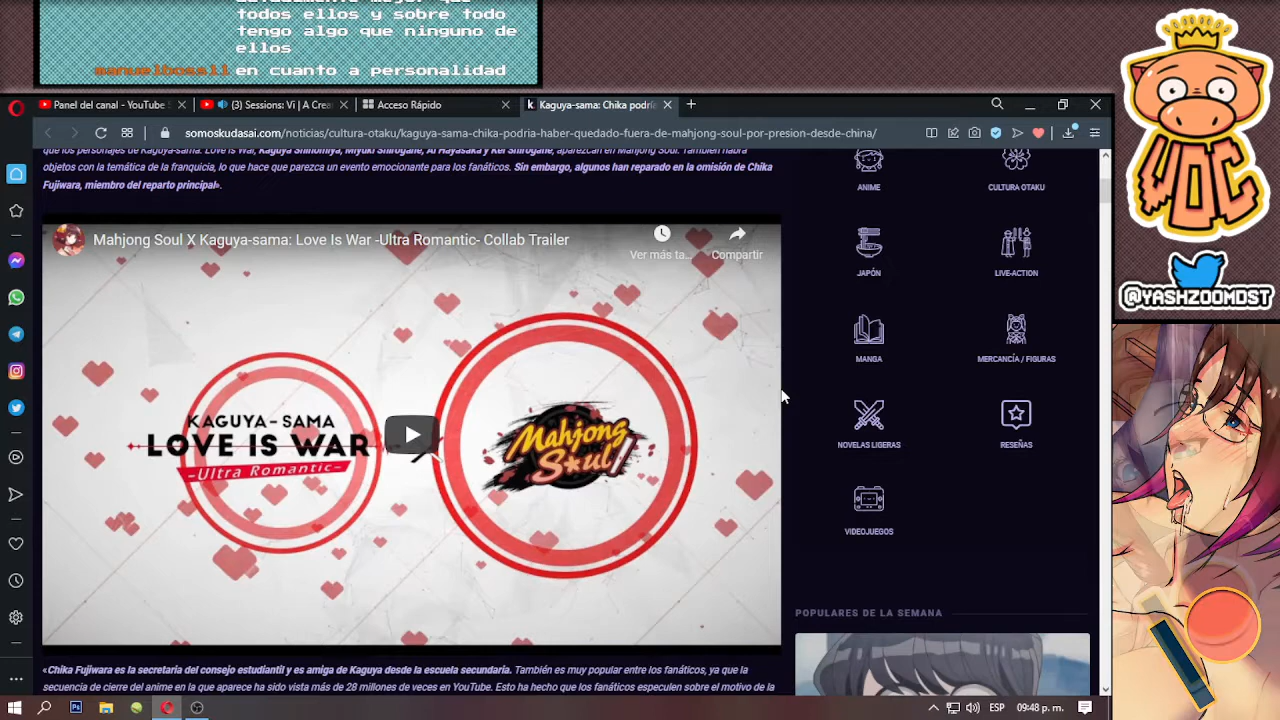 todos ellos y sobre todo
tengo algo que ninguno de
ellos
manuelbosall en cuanto a personalidad
Panel del canal - YouTube
(3) Sessions: Vi | A Crea
Acceso Rápido
Kaguya-sama: Chika podrí
somoskudasai.com/noticias/cultura-otaku/kaguya-sama-chika-podria-haber-quedado-fuera-de-mahjong-soul-por-presion-desde-china/
que los personajes de Kaguya-sama: Love Is War, Kaguya Shinomiya, Miyuki Shirogane, Ai Hayasaka y Kei Shirogane, aparezcan en Mahjong Soul. También habrá
objetos con la temática de la franquicia, lo que hace que parezca un evento emocionante para los fanáticos. Sin embargo, algunos han reparado en la omisión de Chika
Fujiwara, miembro del reparto principal».
Mahjong Soul X Kaguya-sama: Love Is War -Ultra Romantic- Collab Trailer
Ver más ta...
Compartir
KAGUYA-SAMA
LOVE IS WAR
-Ultra Romantic-
Mahjong
Soul
«Chika Fujiwara es la secretaria del consejo estudiantil y es amiga de Kaguya desde la escuela secundaria. También es muy popular entre los fanáticos, ya que la
secuencia de cierre del anime en la que aparece ha sido vista más de 28 millones de veces en YouTube. Esto ha hecho que los fanáticos especulen sobre el motivo de la
ANIME
CULTURA OTAKU
JAPÓN
LIVE-ACTION
MANGA
MERCANCÍA / FIGURAS
NOVELAS LIGERAS
RESEÑAS
VIDEOJUEGOS
POPULARES DE LA SEMANA
@YASHZOOMDST
ESP
09:48 p. m.